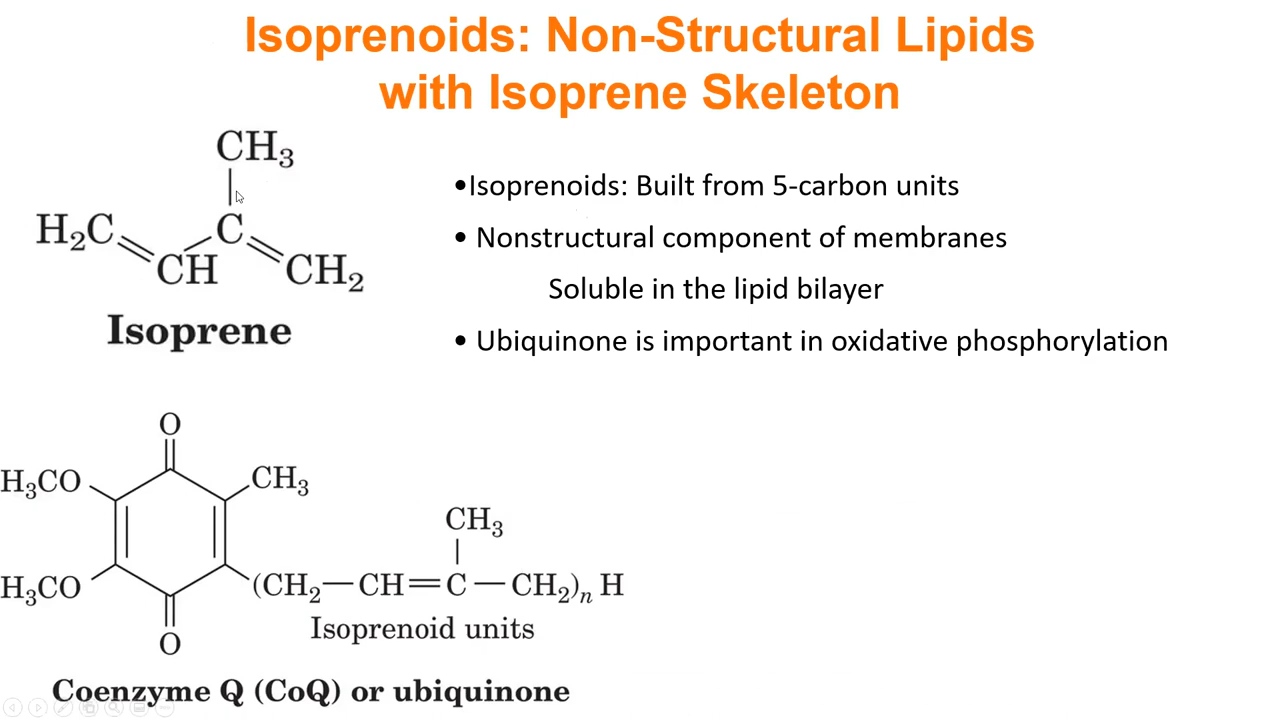 Isoprenoids: Non-Structural Lipids
with Isoprene Skeleton
CH₃
H₂C
C
CH
CH₂
Isoprene
•Isoprenoids: Built from 5-carbon units
• Nonstructural component of membranes
Soluble in the lipid bilayer
• Ubiquinone is important in oxidative phosphorylation
O
H₃CO
CH₃
CH₃
H₃CO
(CH₂—CH=C—CH₂)ₙ H
O
Isoprenoid units
Coenzyme Q (CoQ) or ubiquinone